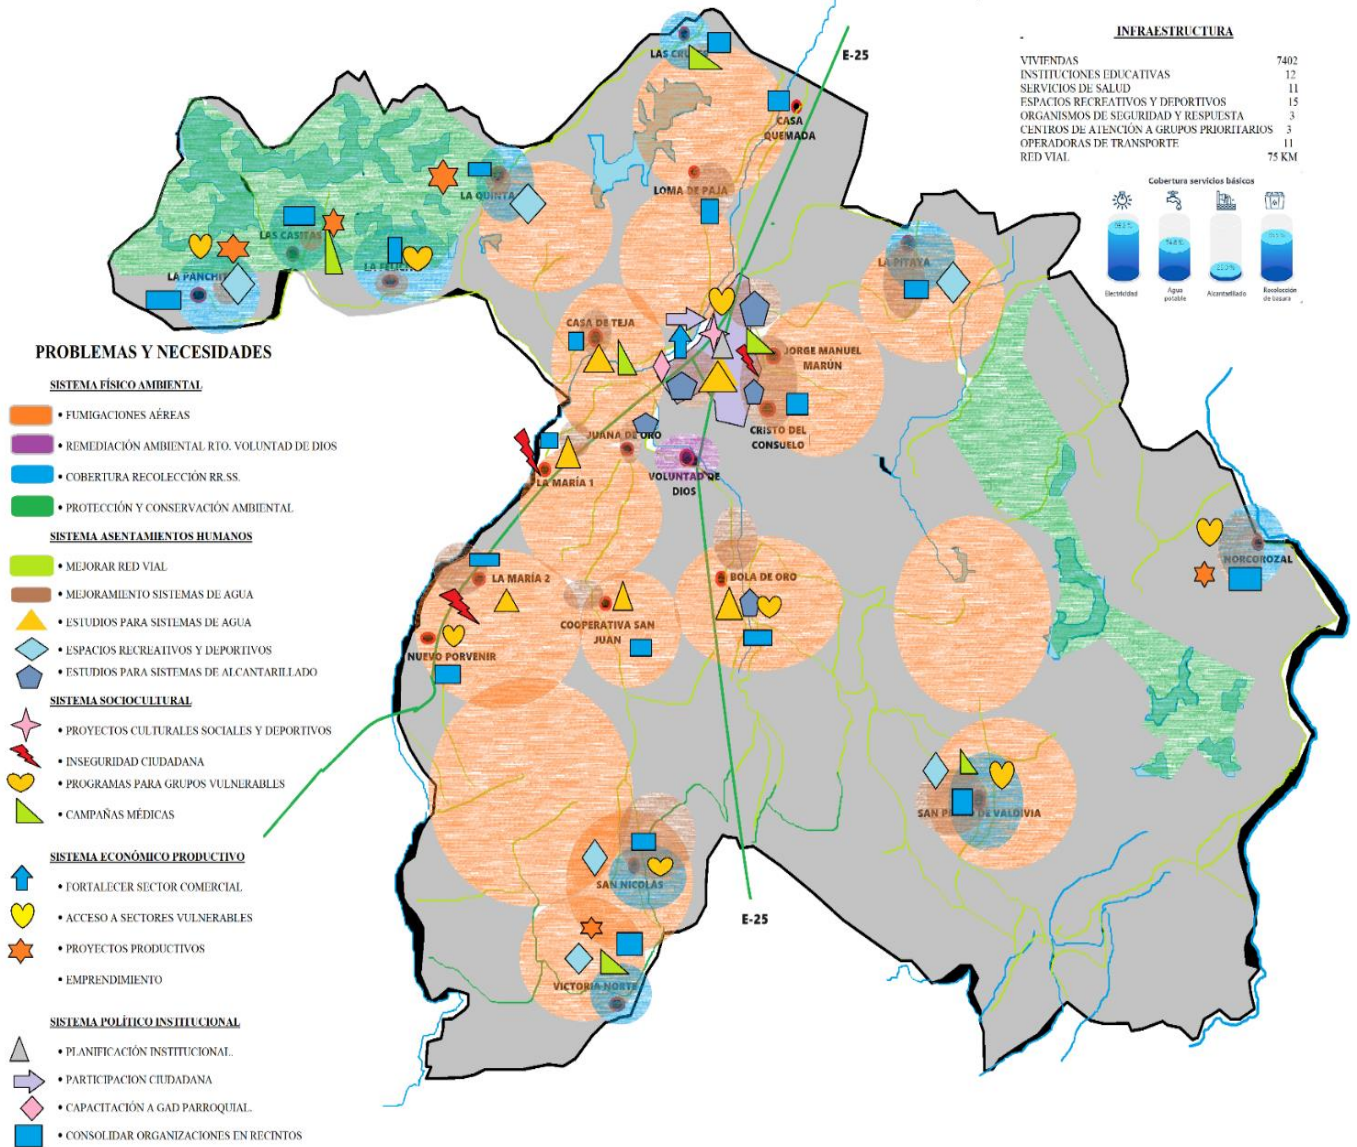 INFRAESTRUCTURA
VIVIENDAS 7402
INSTITUCIONES EDUCATIVAS 12
SERVICIOS DE SALUD 11
ESPACIOS RECREATIVOS Y DEPORTIVOS 15
ORGANISMOS DE SEGURIDAD Y RESPUESTA 3
CENTROS DE ATENCIÓN A GRUPOS PRIORITARIOS 3
OPERADORAS DE TRANSPORTE 11
RED VIAL 75 KM
Cobertura servicios básicos
Electricidad
Agua potable
Alcantarillado
Recolección de basura
E-25
LAS
CASA
QUEMADA
LOMA DE PAJA
LA QUINTA
LAS CASITAS
LA
LA
LA PITAYA
CASA DE TEJA
JORGE MANUEL
MARÚN
CRISTO DEL
CONSUELO
JUANA DE ORO
VOLUNTAD DE
DIOS
LA MARÍA 1
LA MARÍA 2
BOLA DE ORO
COOPERATIVA SAN
JUAN
NUEVO PORVENIR
NORCOROZAL
SAN DE VALDIVIA
SAN NICOLÁS
E-25
VICTORIA NORTE
PROBLEMAS Y NECESIDADES
SISTEMA FÍSICO AMBIENTAL
• FUMIGACIONES AÉREAS
• REMEDIACIÓN AMBIENTAL RTO. VOLUNTAD DE DIOS
• COBERTURA RECOLECCIÓN RR.SS.
• PROTECCIÓN Y CONSERVACIÓN AMBIENTAL
SISTEMA ASENTAMIENTOS HUMANOS
• MEJORAR RED VIAL
• MEJORAMIENTO SISTEMAS DE AGUA
• ESTUDIOS PARA SISTEMAS DE AGUA
• ESPACIOS RECREATIVOS Y DEPORTIVOS
• ESTUDIOS PARA SISTEMAS DE ALCANTARILLADO
SISTEMA SOCIOCULTURAL
• PROYECTOS CULTURALES SOCIALES Y DEPORTIVOS
• INSEGURIDAD CIUDADANA
• PROGRAMAS PARA GRUPOS VULNERABLES
• CAMPAÑAS MÉDICAS
SISTEMA ECONÓMICO PRODUCTIVO
• FORTALECER SECTOR COMERCIAL
• ACCESO A SECTORES VULNERABLES
• PROYECTOS PRODUCTIVOS
• EMPRENDIMIENTO
SISTEMA POLÍTICO INSTITUCIONAL
• PLANIFICACIÓN INSTITUCIONAL.
• PARTICIPACION CIUDADANA
• CAPACITACIÓN A GAD PARROQUIAL.
• CONSOLIDAR ORGANIZACIONES EN RECINTOS